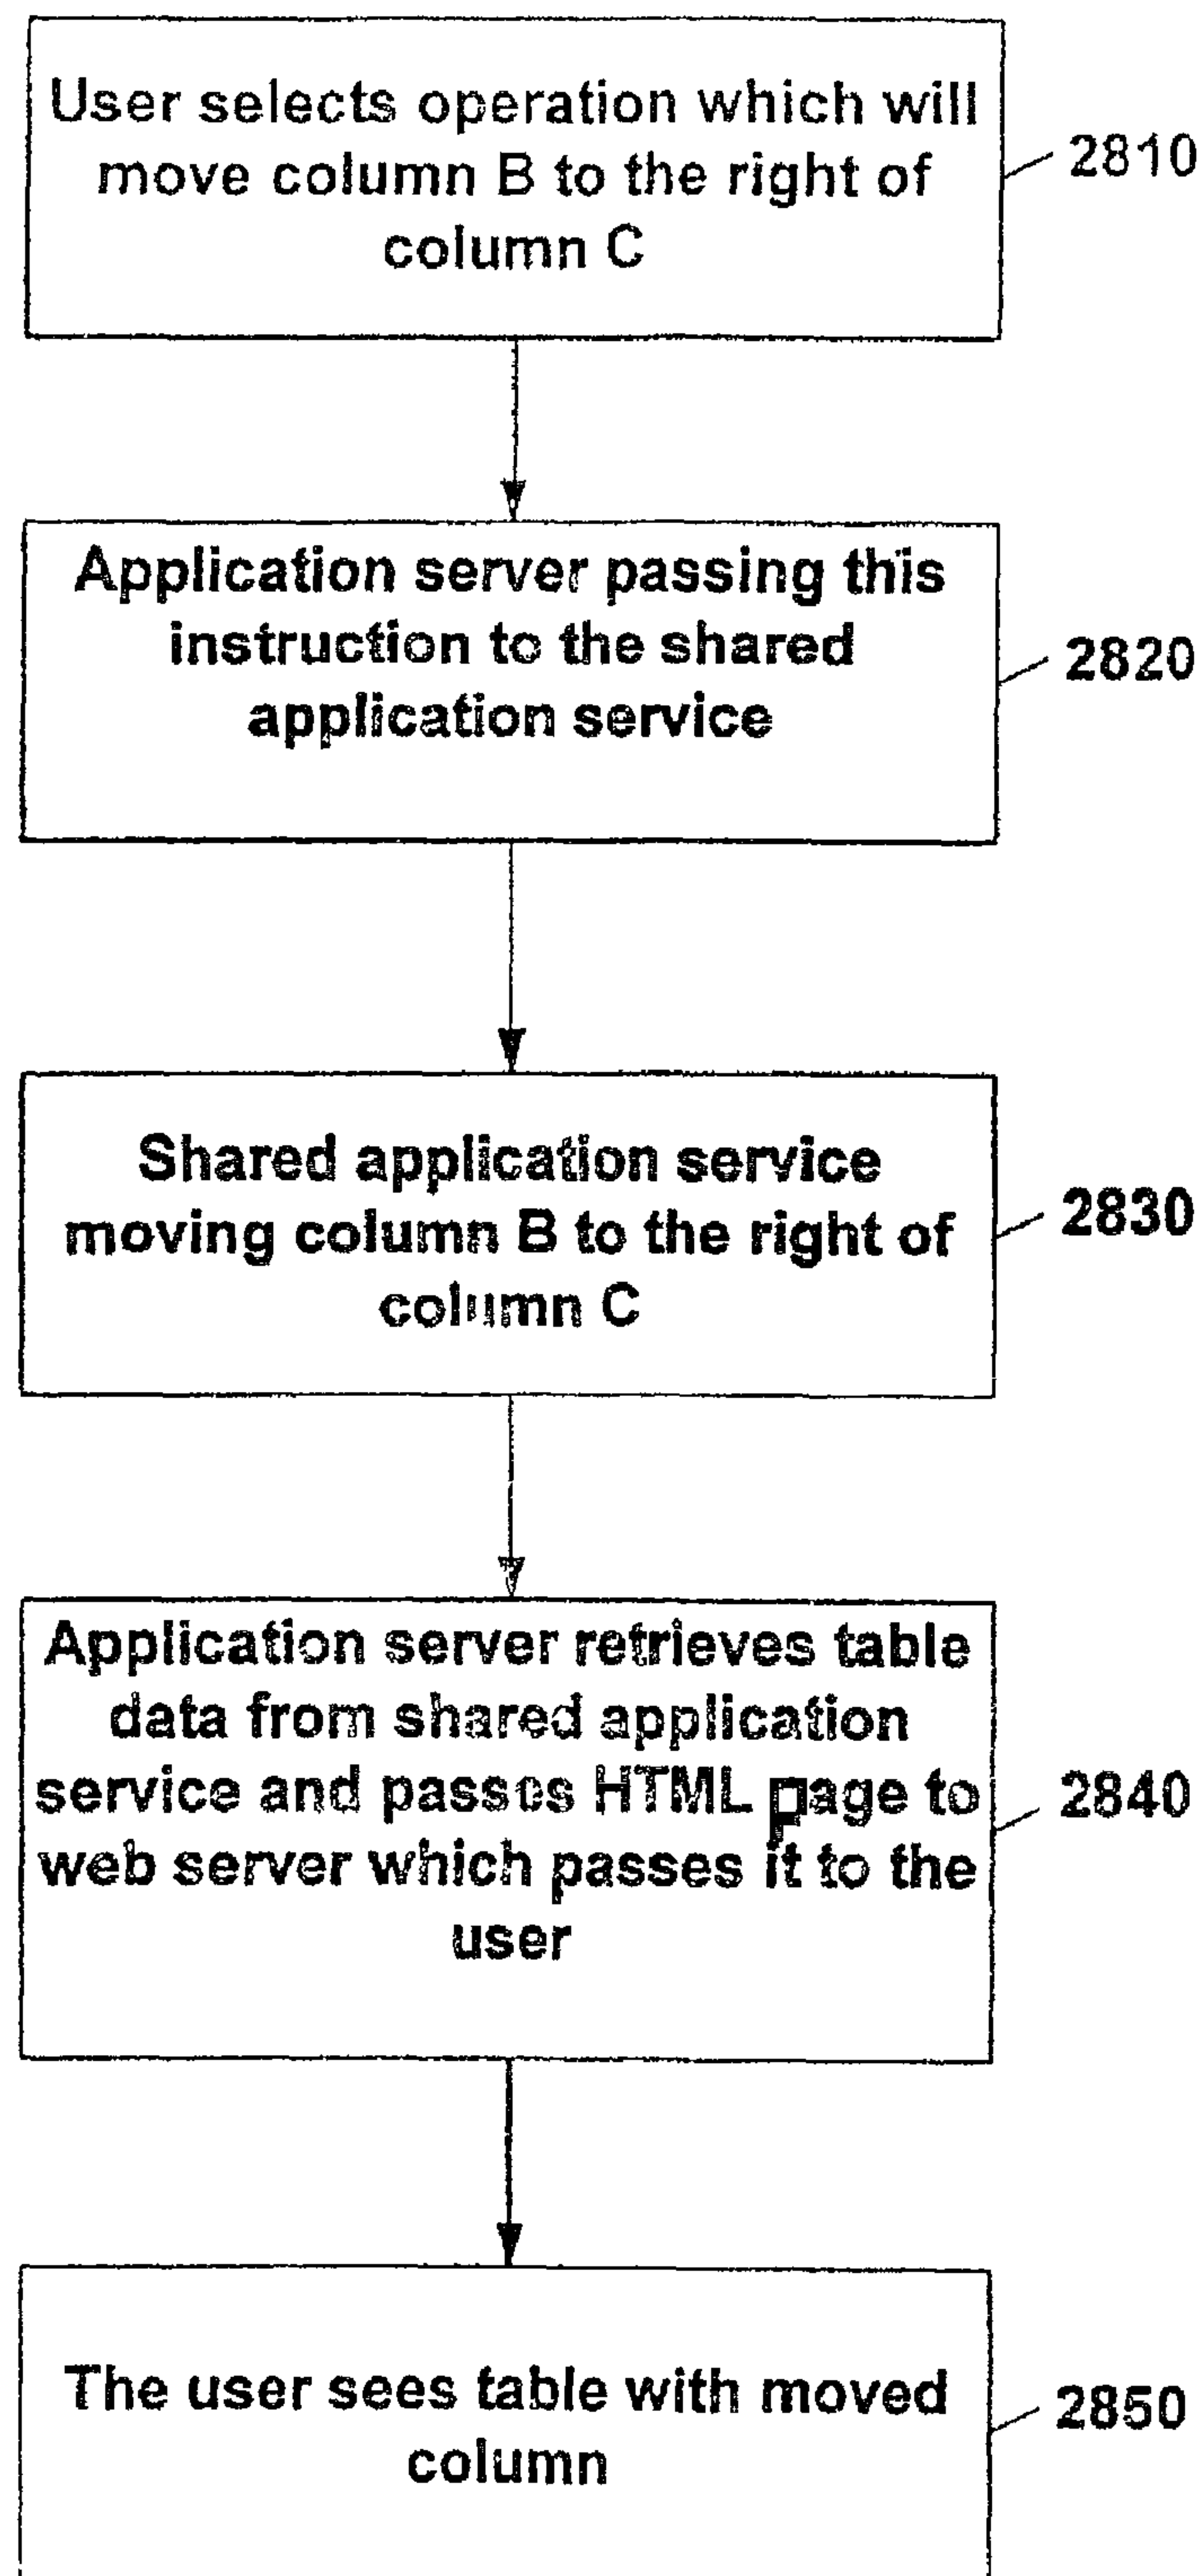 User selects operation which will
move column B to the right of
column C
2810
Application server passing this
instruction to the shared
application service
2820
Shared application service
moving column B to the right of
column C
2830
Application server retrieves table
data from shared application
service and passes HTML page to
web server which passes it to the
user
2840
The user sees table with moved
column
2850